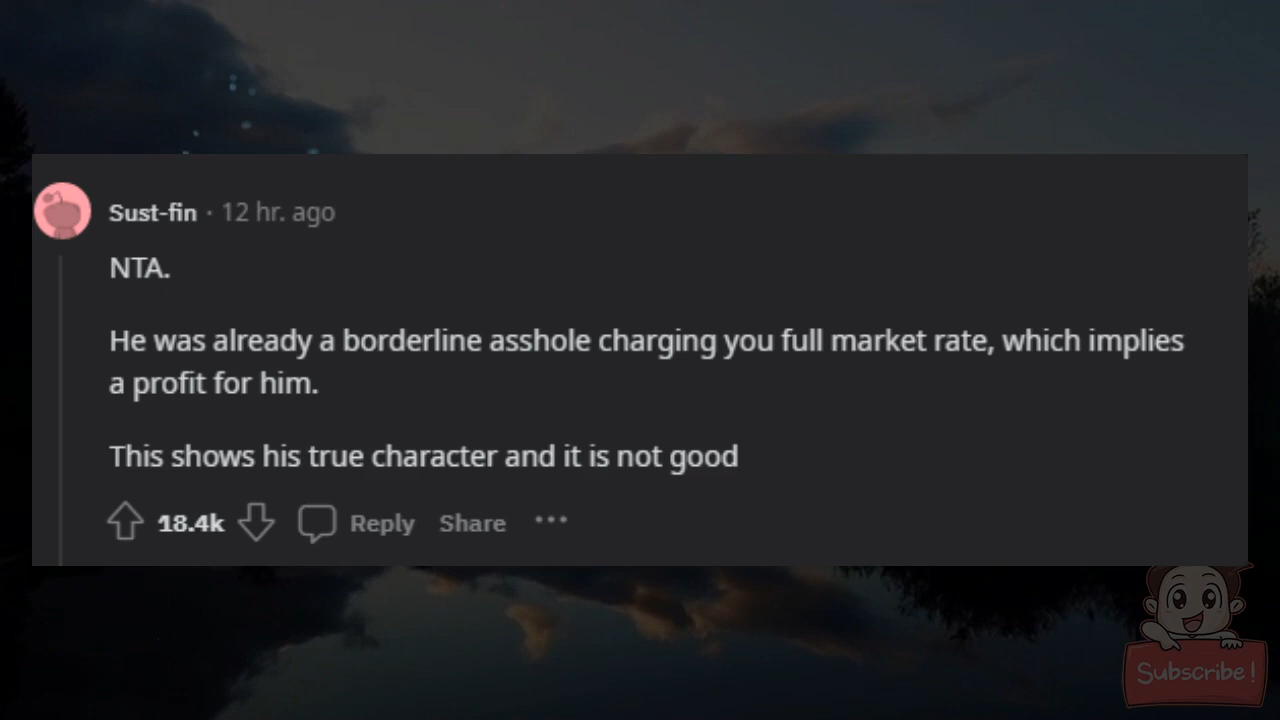 Sust-fin · 12 hr. ago
NTA.
He was already a borderline asshole charging you full market rate, which implies
a profit for him.
This shows his true character and it is not good
18.4k Reply Share ...
Subscribe!